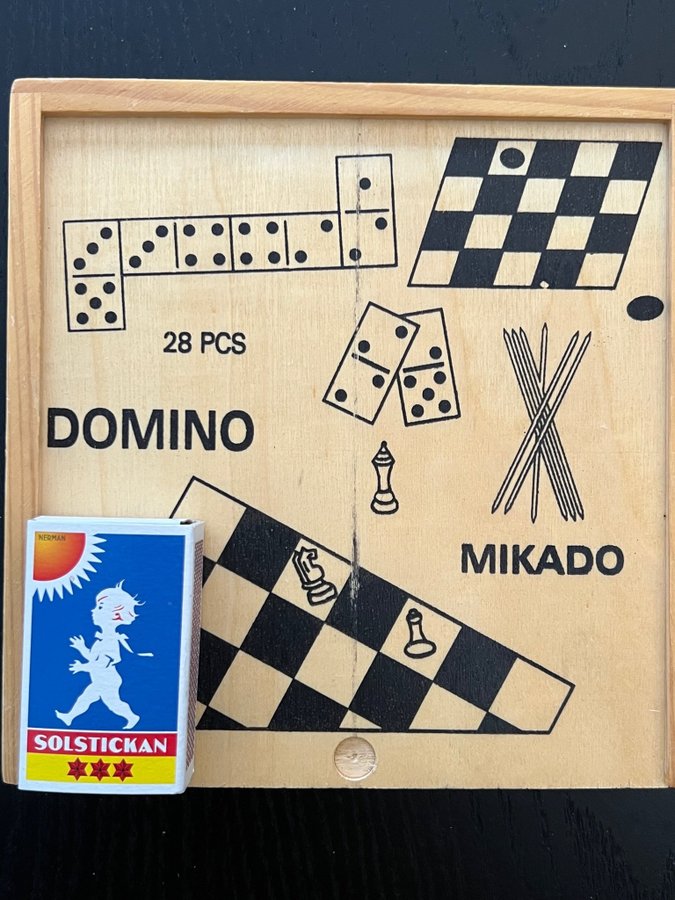 28 PCS
DOMINO
MIKADO
NERMAN
SOLSTICKAN